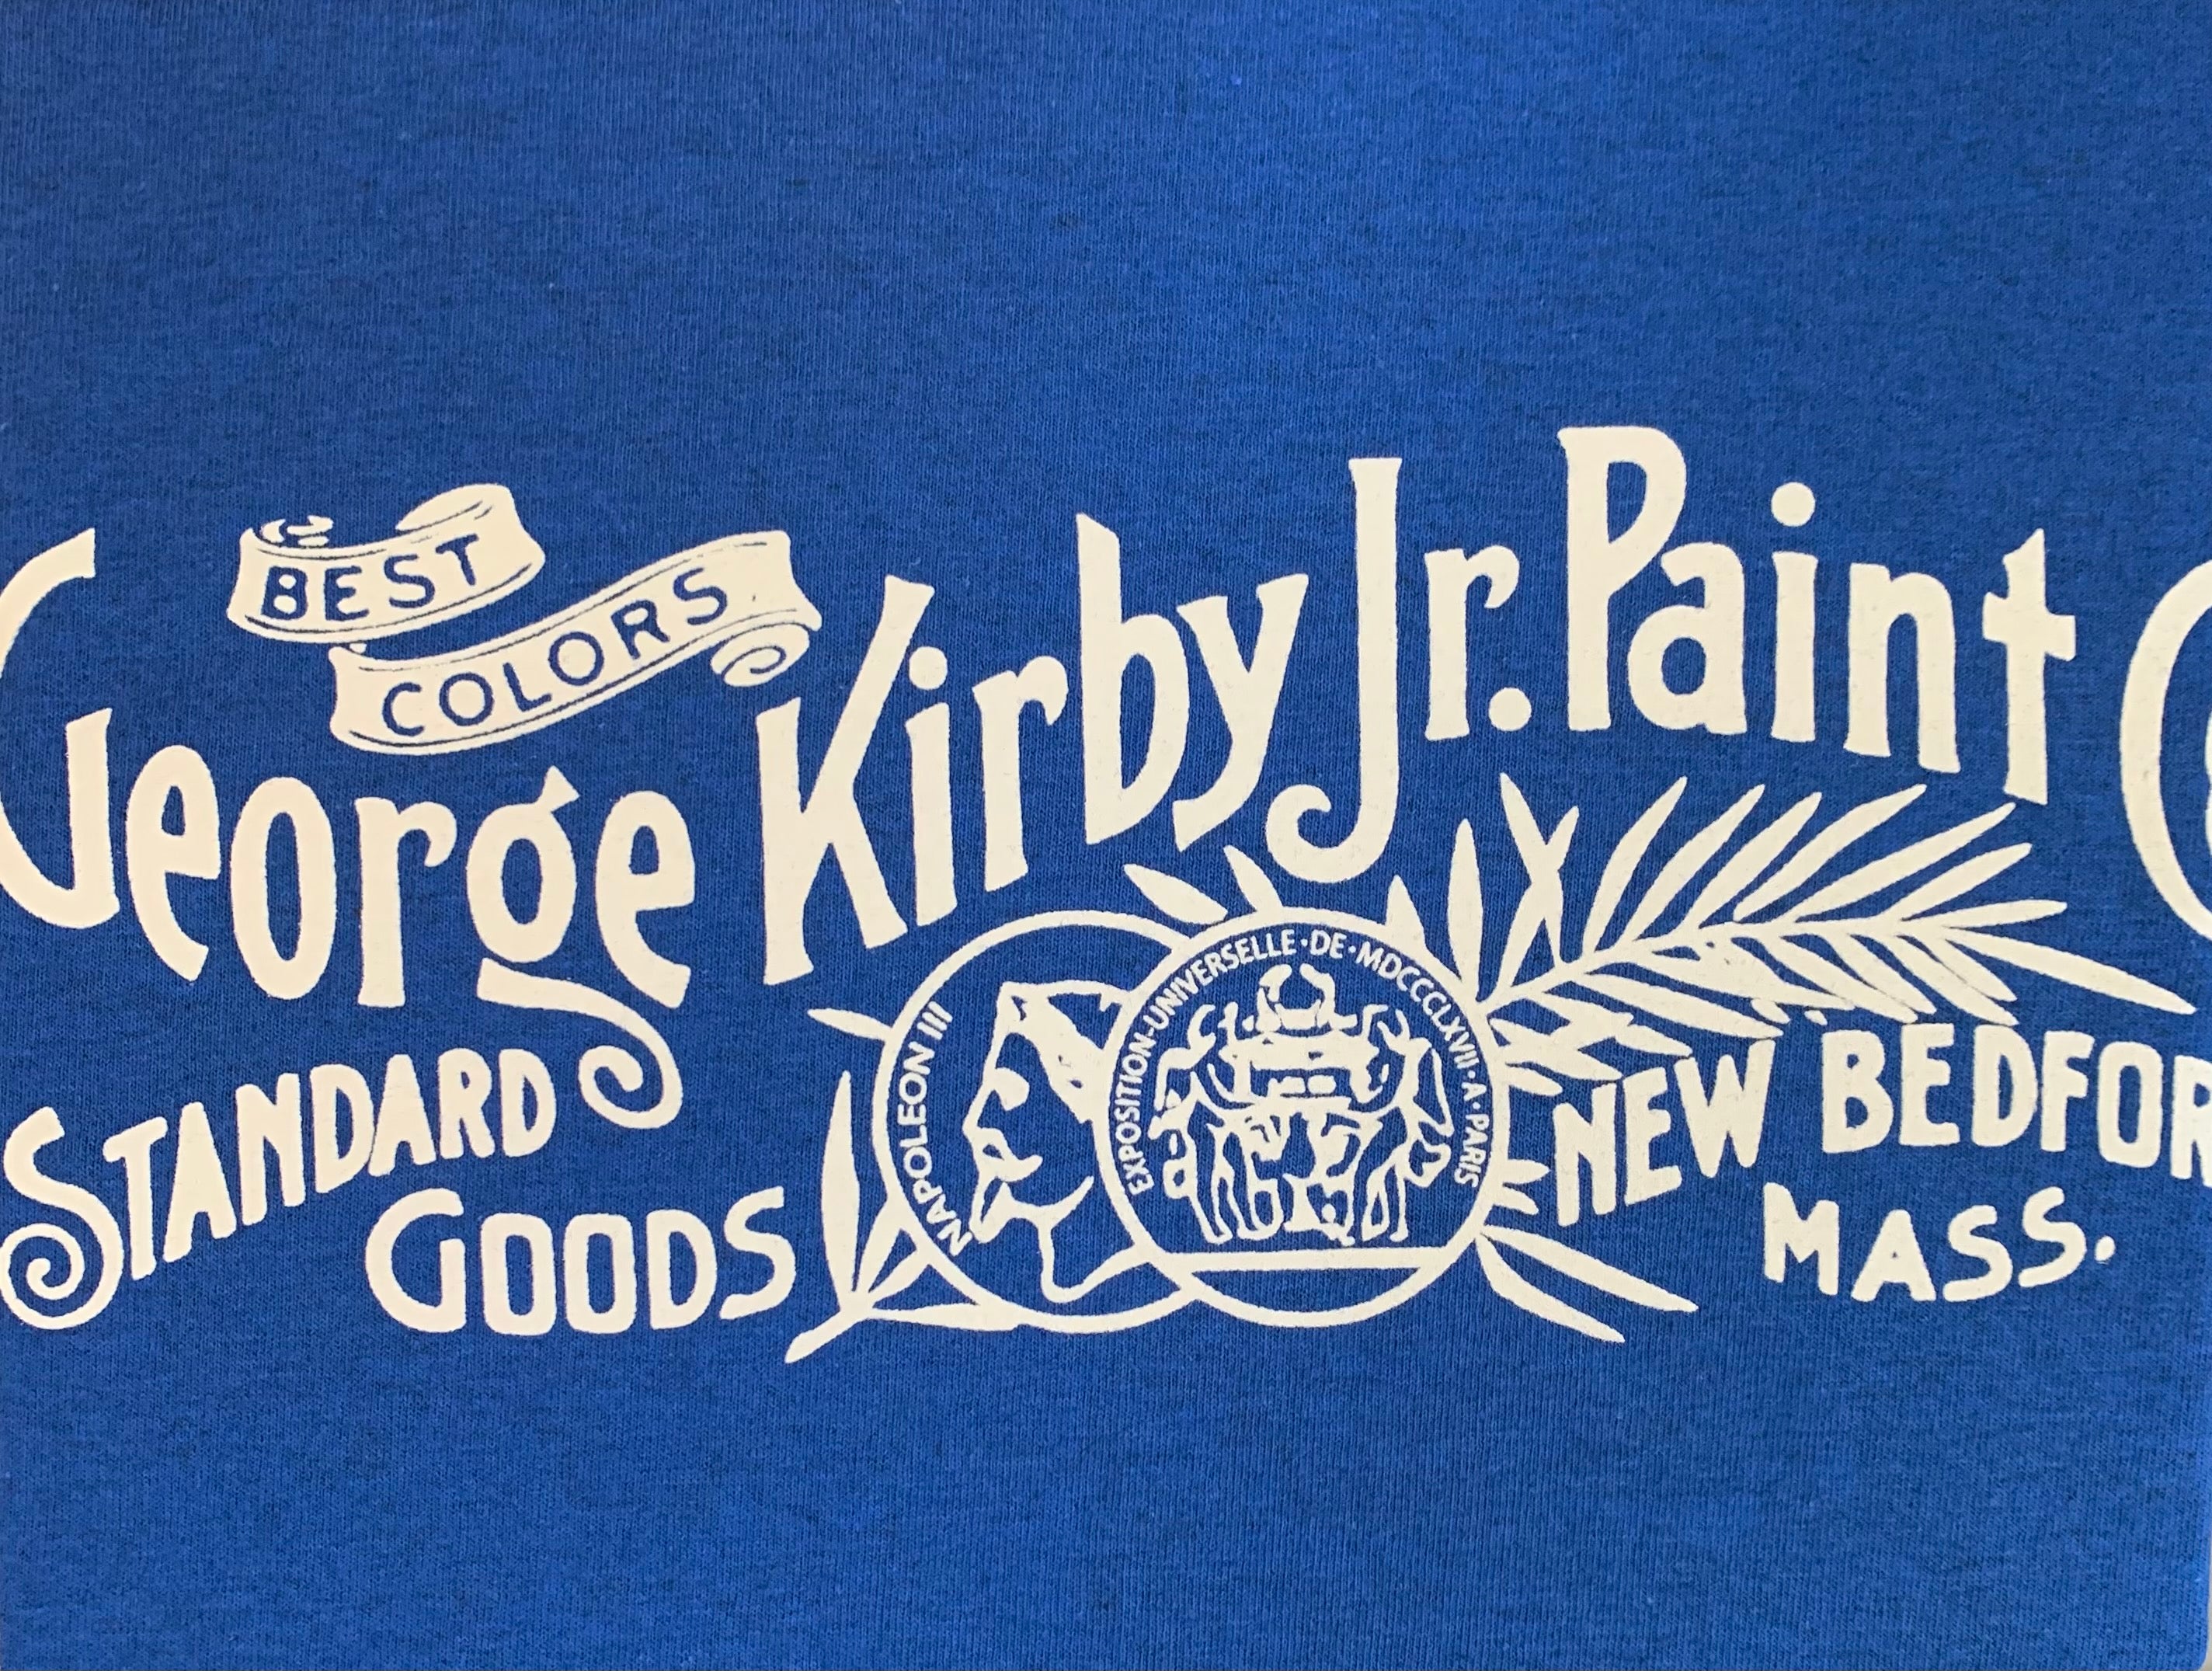 BEST
COLORS
George Kirby Jr. Paint C
STANDARD
GOODS
NAPOLEON III
EXPOSITION-UNIVERSELLE·DE·MDCCCLXVII·A·PARIS
NEW BEDFOR
MASS.